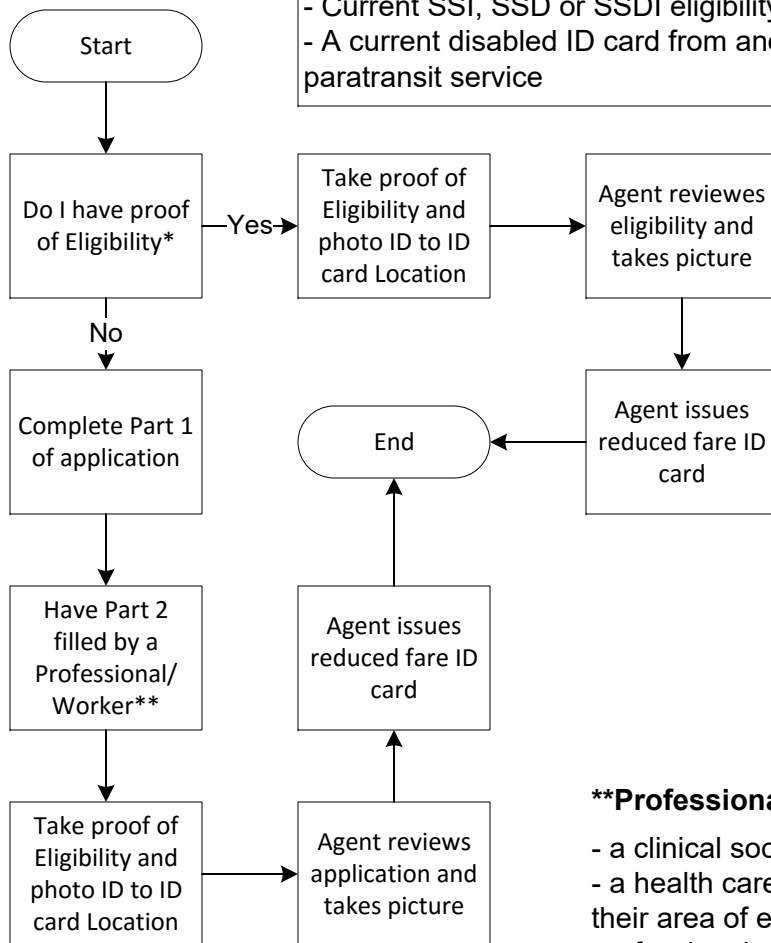 - Current SSI, SSD or SSDI eligibility
- A current disabled ID card from
paratransit service
Start
Do I have proof
of Eligibility*
Yes
Take proof of
Eligibility and
photo ID to ID
card Location
Agent reviewes
eligibility and
takes picture
No
Complete Part 1
of application
End
Agent issues
reduced fare ID
card
Have Part 2
filled by a
Professional/
Worker**
Agent issues
reduced fare ID
card
Take proof of
Eligibility and
photo ID to ID
card Location
Agent reviews
application and
takes picture
**Professional
- a clinical
- a health care
their area of